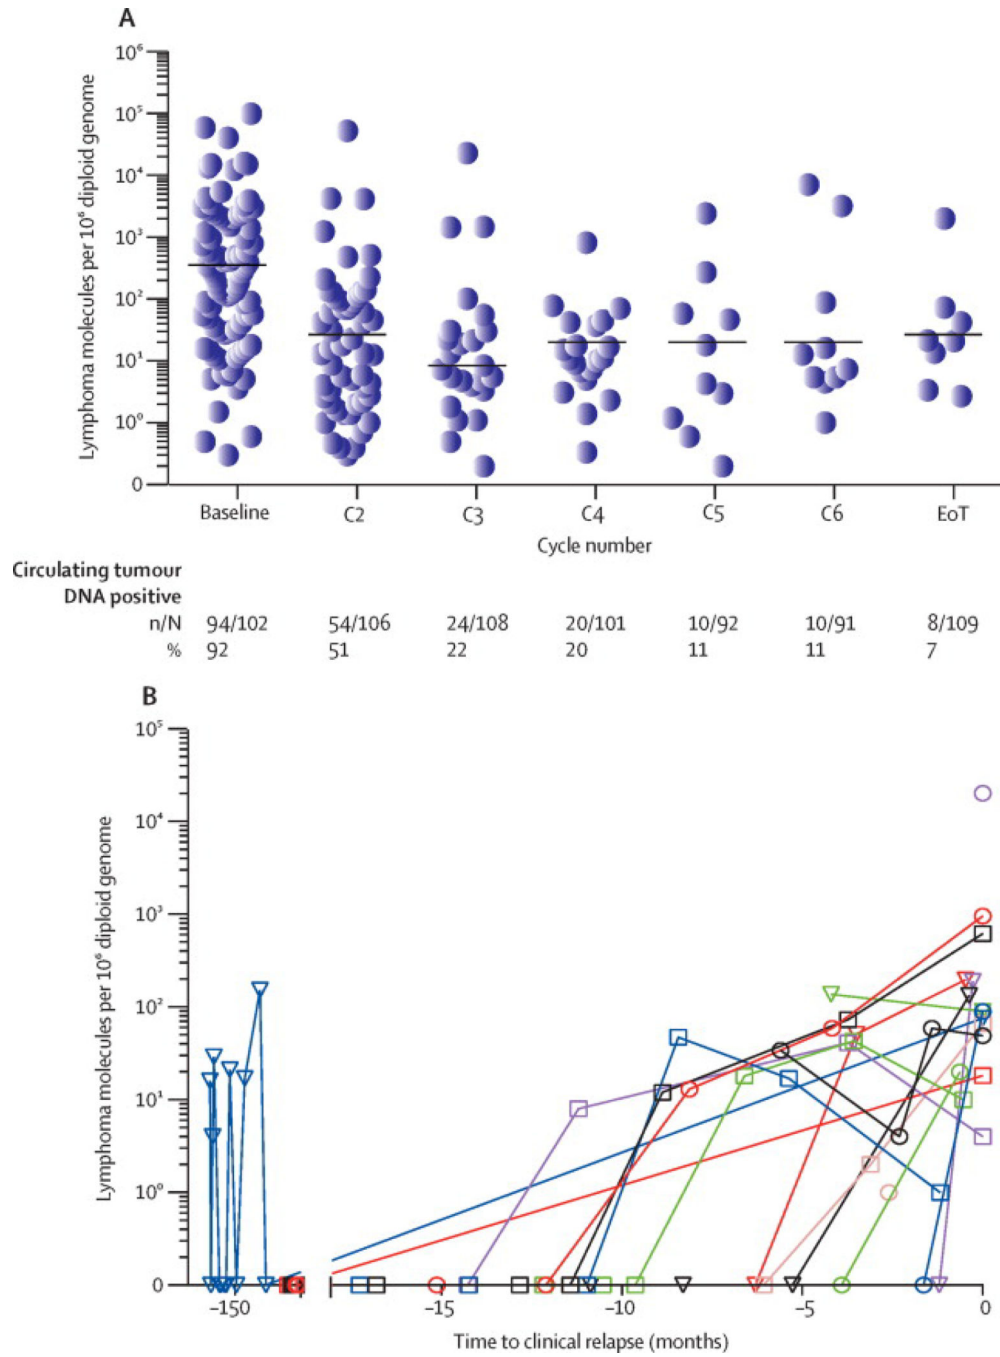 A
Lymphoma molecules per 10⁶ diploid genome
10⁶
10⁵
10⁴
10³
10²
10¹
10⁰
0
Baseline C2 C3 C4 C5 C6 EoT
Cycle number
Circulating tumour
DNA positive
n/N 94/102 54/106 24/108 20/101 10/92 10/91 8/109
% 92 51 22 20 11 11 7
B
Lymphoma molecules per 10⁶ diploid genome
10⁵
10⁴
10³
10²
10¹
10⁰
0
–150 –15 –10 –5 0
Time to clinical relapse (months)